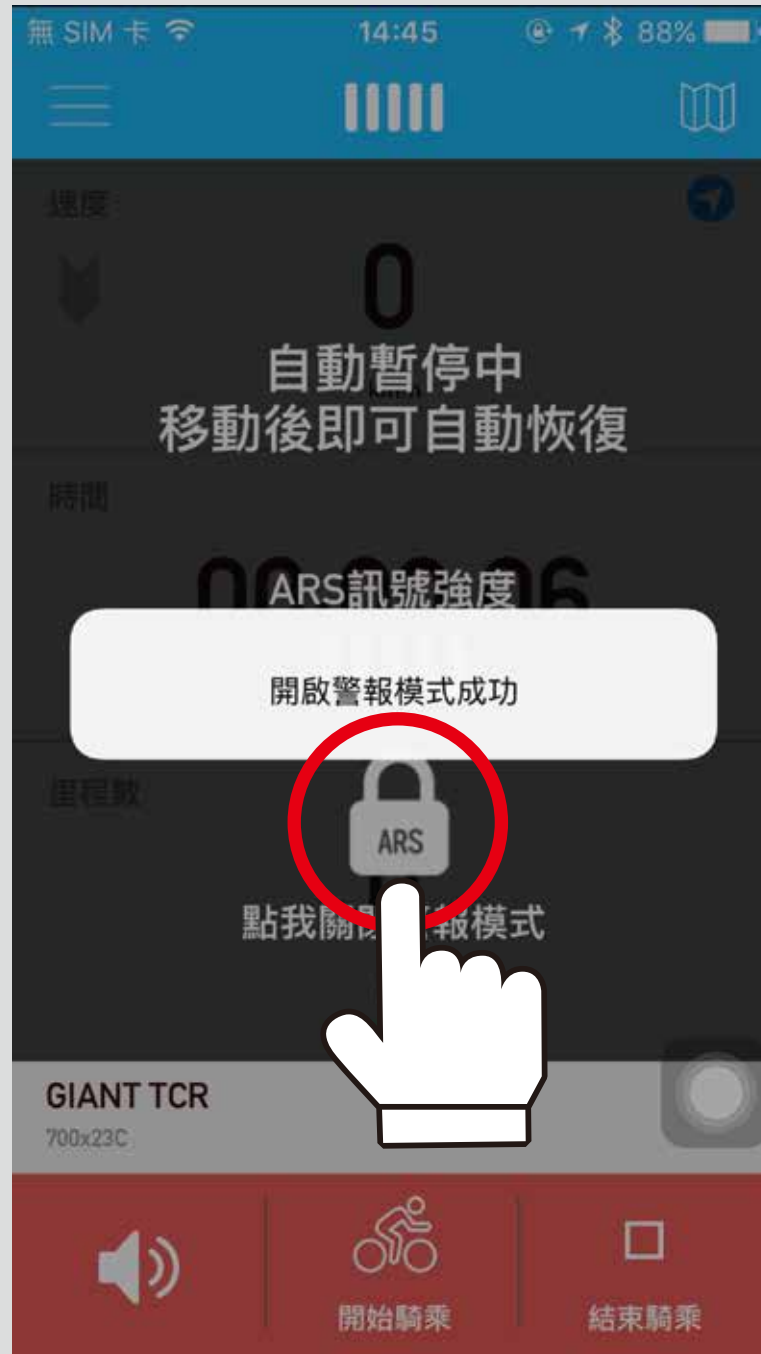 無 SIM 卡 14:45 88%
速度
0
自動暫停中
移動後即可自動恢復
時間
ARS訊號強度
開啟警報模式成功
里程數
ARS
點我關閉警報模式
GIANT TCR
700x23C
開始騎乘
結束騎乘